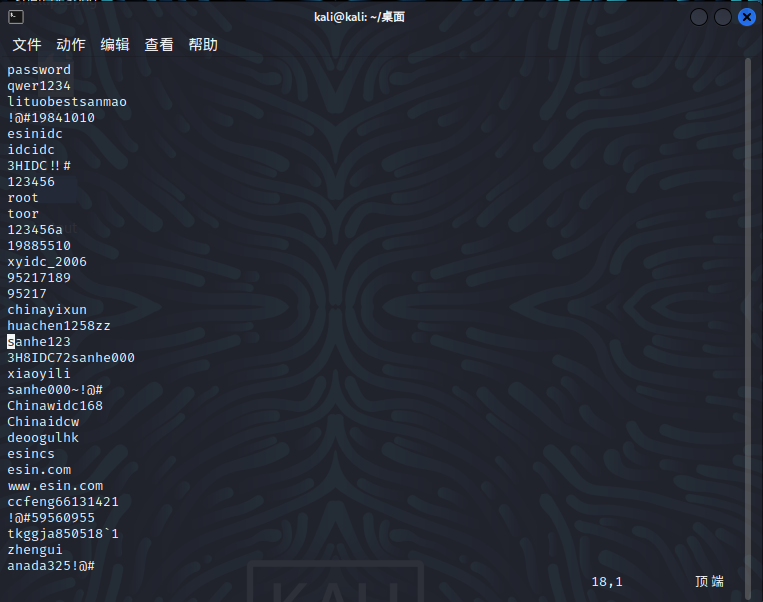 kali@kali: ~/桌面
文件 动作 编辑 查看 帮助
password
qwer1234
lituobestsanmao
!@#19841010
esinidc
idcidc
3HIDC!!#
123456
root
toor
123456a
19885510
xyidc_2006
95217189
95217
chinayixun
huachen1258zz
sanhe123
3H8IDC72sanhe000
xiaoyili
sanhe000~!@#
Chinawidc168
Chinaidcw
deoogulhk
esincs
esin.com
www.esin.com
ccfeng66131421
!@#59560955
tkggja850518`1
zhengui
anada325!@#
18,1 顶端
KALI